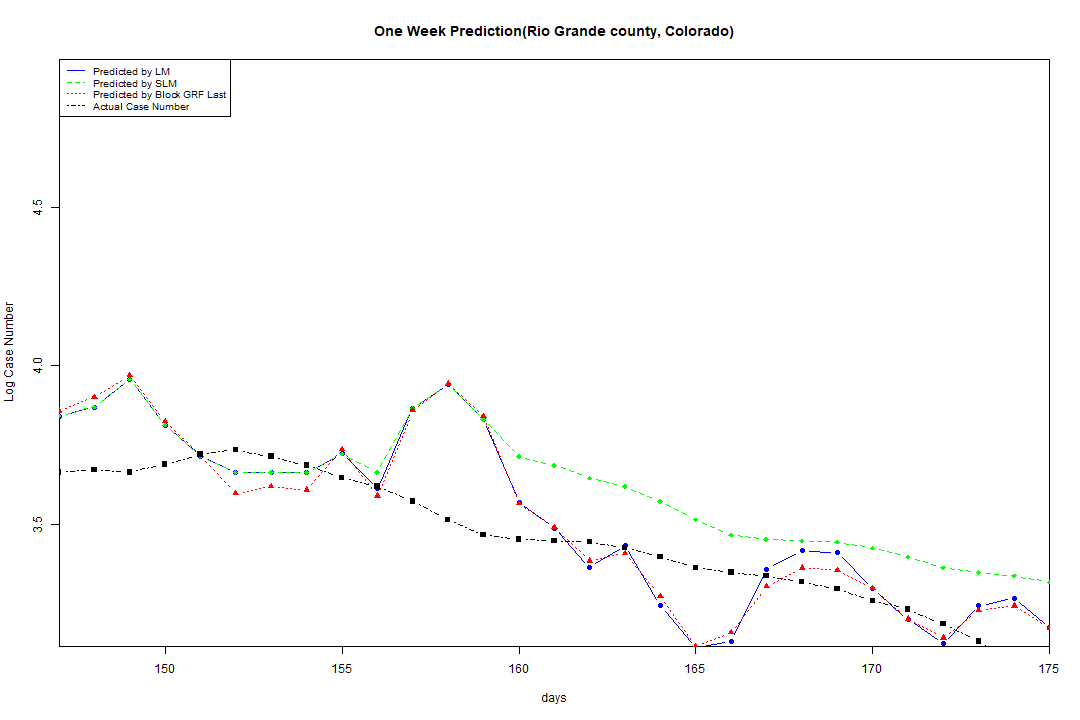 One Week Prediction(Rio Grande county, Colorado)
Predicted by LM
Predicted by SLM
Predicted by Block GRF Last
Actual Case Number
4.5
4.0
3.5
Log Case Number
150 155 160 165 170 175
days